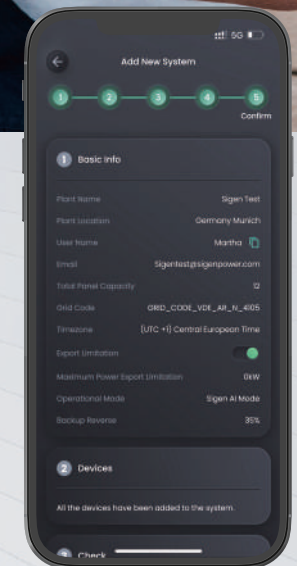 5G
Add New System
1 2 3 4 5
Confirm
1 Basic Info
Plant Name Sigen Test
Plant Location Germany Munich
User Name Martha
Email Sigentest@sigenpower.com
Total Panel Capacity 12
Grid Code GRID_CODE_VDE_AR_N_4105
Timezone (UTC +1) Central European Time
Export Limitation
Maximum Power Export Limitation 0kW
Operational Mode Sigen AI Mode
Backup Reverse 35%
2 Devices
All the devices have been added to the system.
3 Check